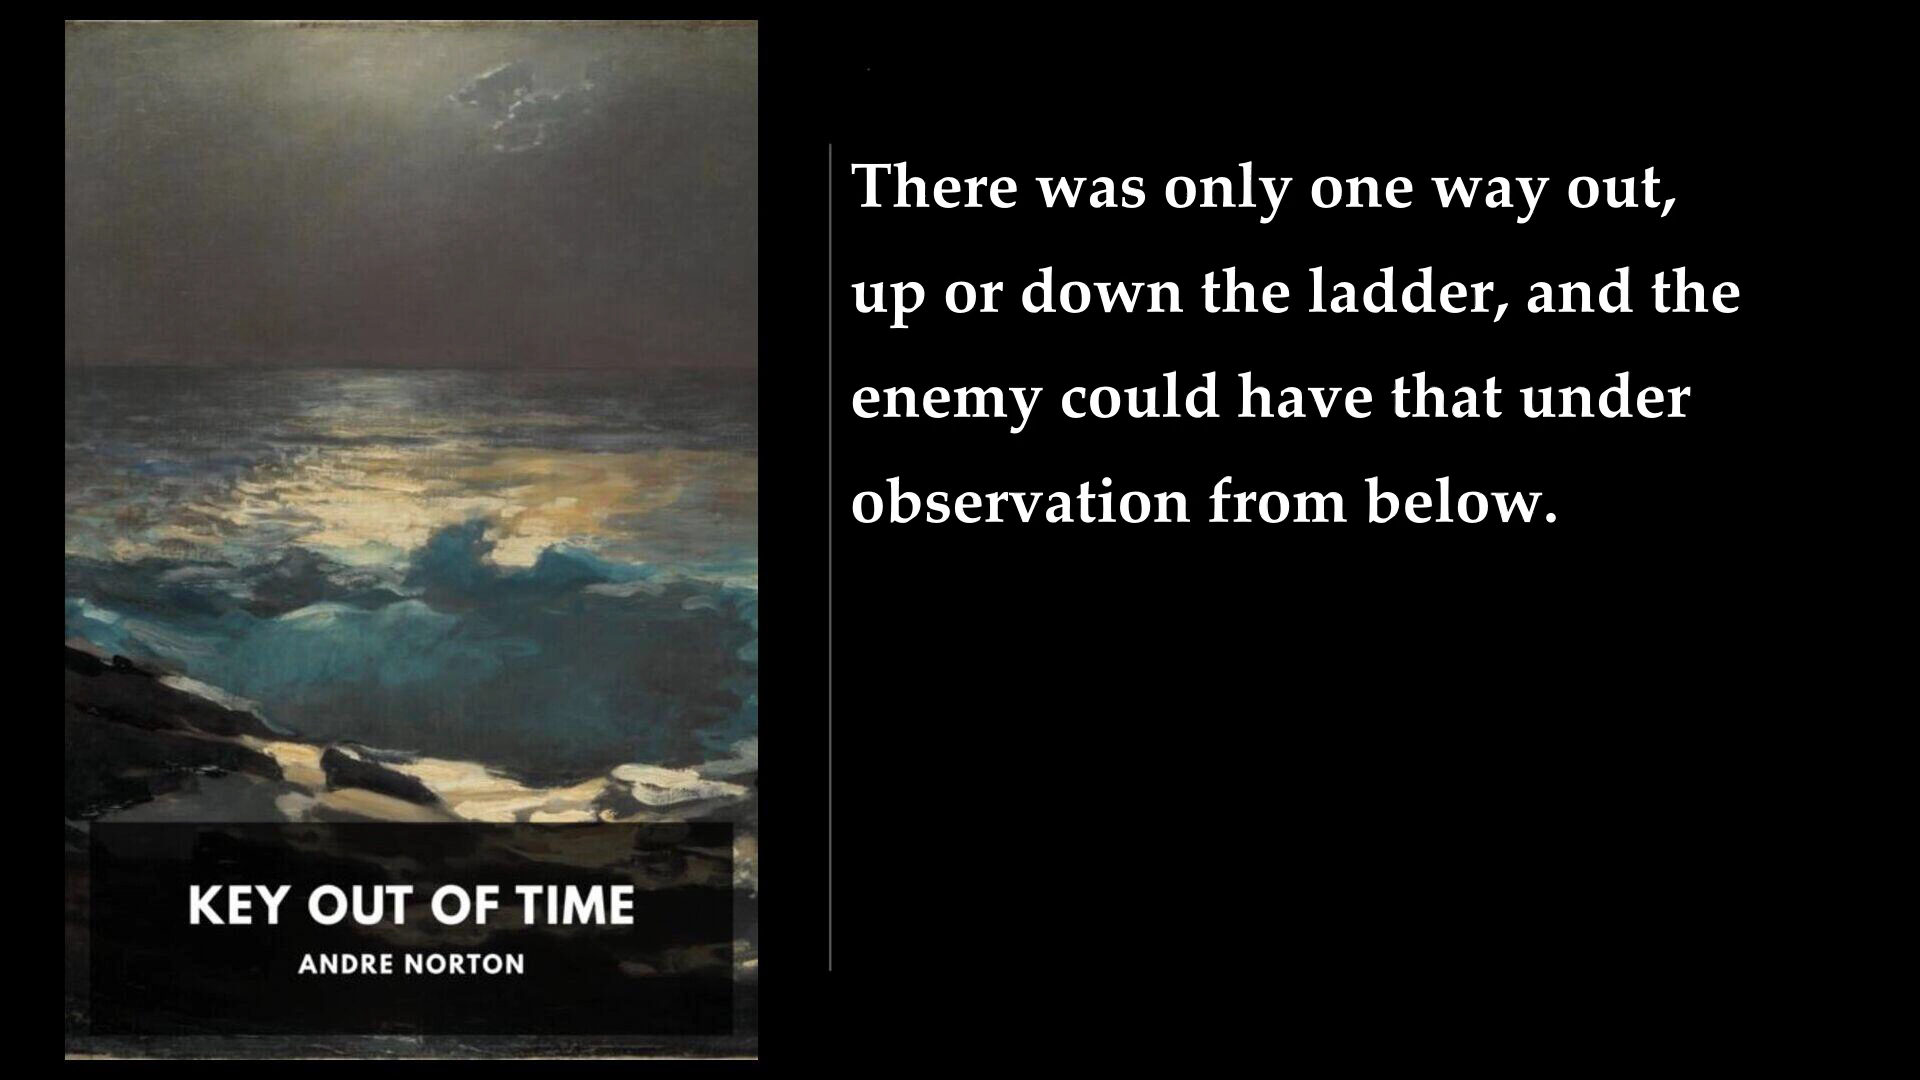 There was only one way out,
up or down the ladder, and the
enemy could have that under
observation from below.
KEY OUT OF TIME
ANDRE NORTON